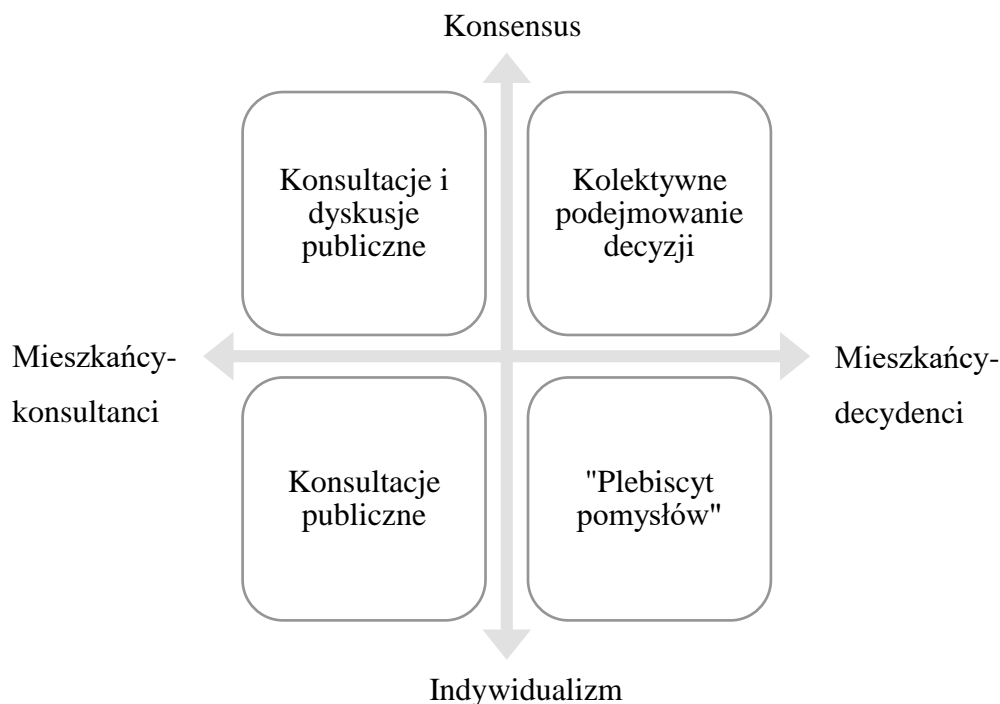 Konsensus
Konsultacje i
dyskusje
publiczne
Kolektywne
podejmowanie
decyzji
Mieszkańcy-
konsultanci
Mieszkańcy-
decydenci
Konsultacje
publiczne
"Plebiscyt
pomysłów"
Indywidualizm